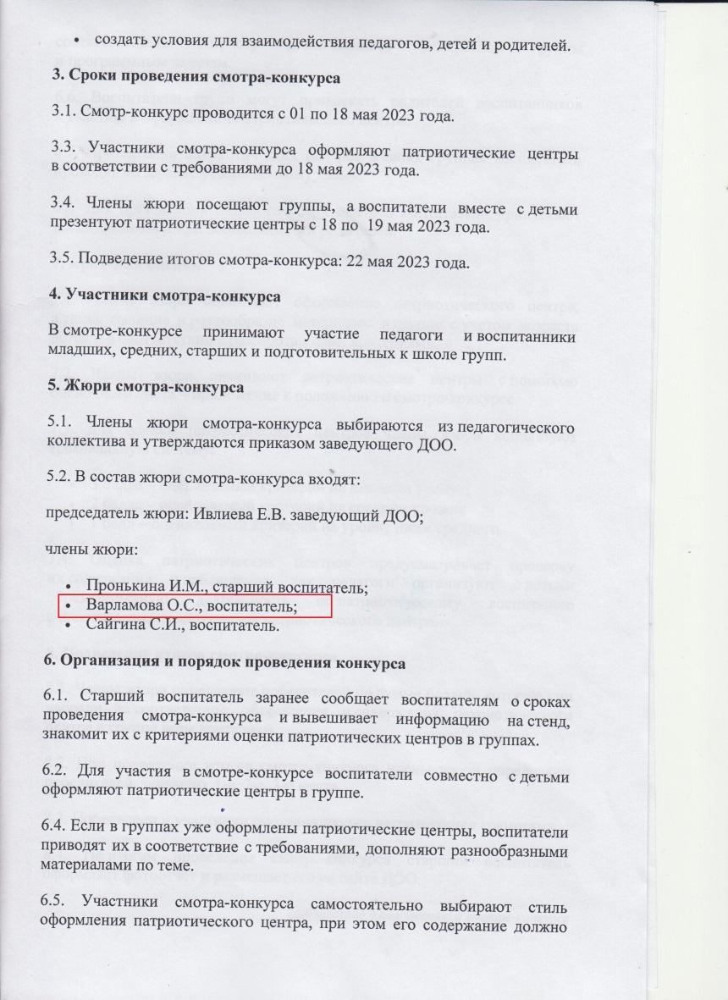 • создать условия для взаимодействия педагогов, детей и родителей.
3. Сроки проведения смотра-конкурса
3.1. Смотр-конкурс проводится с 01 по 18 мая 2023 года.
3.3. Участники смотра-конкурса оформляют патриотические центры
в соответствии с требованиями до 18 мая 2023 года.
3.4. Члены жюри посещают группы, а воспитатели вместе с детьми
презентуют патриотические центры с 18 по 19 мая 2023 года.
3.5. Подведение итогов смотра-конкурса: 22 мая 2023 года.
4. Участники смотра-конкурса
В смотре-конкурсе принимают участие педагоги и воспитанники
младших, средних, старших и подготовительных к школе групп.
5. Жюри смотра-конкурса
5.1. Члены жюри смотра-конкурса выбираются из педагогического
коллектива и утверждаются приказом заведующего ДОО.
5.2. В состав жюри смотра-конкурса входят:
председатель жюри: Ивлиева Е.В. заведующий ДОО;
члены жюри:
• Пронькина И.М., старший воспитатель;
• Варламова О.С., воспитатель;
• Сайгина С.И., воспитатель.
6. Организация и порядок проведения конкурса
6.1. Старший воспитатель заранее сообщает воспитателям о сроках
проведения смотра-конкурса и вывешивает информацию на стенд,
знакомит их с критериями оценки патриотических центров в группах.
6.2. Для участия в смотре-конкурсе воспитатели совместно с детьми
оформляют патриотические центры в группе.
6.4. Если в группах уже оформлены патриотические центры, воспитатели
приводят их в соответствие с требованиями, дополняют разнообразными
материалами по теме.
6.5. Участники смотра-конкурса самостоятельно выбирают стиль
оформления патриотического центра, при этом его содержание должно